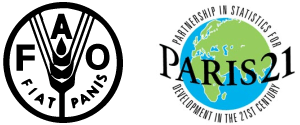 F A O
FIAT PANIS
PARTNERSHIP IN STATISTICS FOR
PARIS21
DEVELOPMENT IN THE 21ST CENTURY